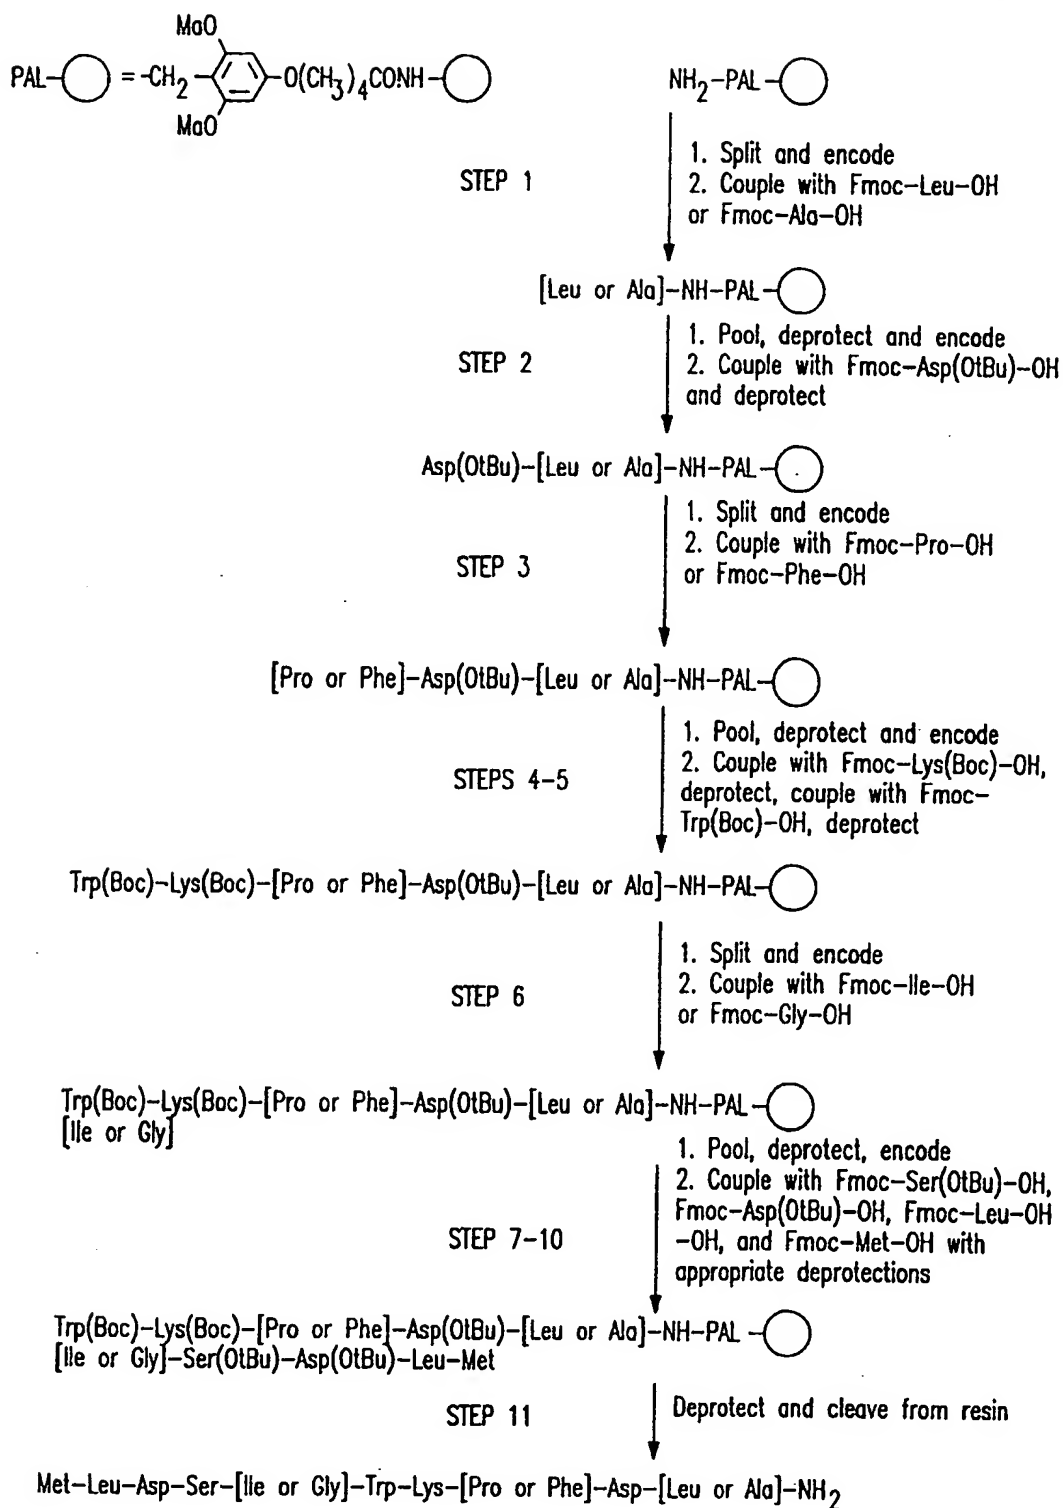 MaO
PAL- = -CH2 -O(CH3)4CONH-
MaO
NH2-PAL-
STEP 1
1. Split and encode
2. Couple with Fmoc-Leu-OH
or Fmoc-Ala-OH
[Leu or Ala]-NH-PAL-
STEP 2
1. Pool, deprotect and encode
2. Couple with Fmoc-Asp(OtBu)-OH
and deprotect
Asp(OtBu)-[Leu or Ala]-NH-PAL-
STEP 3
1. Split and encode
2. Couple with Fmoc-Pro-OH
or Fmoc-Phe-OH
[Pro or Phe]-Asp(OtBu)-[Leu or Ala]-NH-PAL-
STEPS 4-5
1. Pool, deprotect and encode
2. Couple with Fmoc-Lys(Boc)-OH,
deprotect, couple with Fmoc-
Trp(Boc)-OH, deprotect
Trp(Boc)-Lys(Boc)-[Pro or Phe]-Asp(OtBu)-[Leu or Ala]-NH-PAL-
STEP 6
1. Split and encode
2. Couple with Fmoc-Ile-OH
or Fmoc-Gly-OH
Trp(Boc)-Lys(Boc)-[Pro or Phe]-Asp(OtBu)-[Leu or Ala]-NH-PAL-
[Ile or Gly]
STEP 7-10
1. Pool, deprotect, encode
2. Couple with Fmoc-Ser(OtBu)-OH,
Fmoc-Asp(OtBu)-OH, Fmoc-Leu-OH
-OH, and Fmoc-Met-OH with
appropriate deprotections
Trp(Boc)-Lys(Boc)-[Pro or Phe]-Asp(OtBu)-[Leu or Ala]-NH-PAL-
[Ile or Gly]-Ser(OtBu)-Asp(OtBu)-Leu-Met
STEP 11
Deprotect and cleave from resin
Met-Leu-Asp-Ser-[Ile or Gly]-Trp-Lys-[Pro or Phe]-Asp-[Leu or Ala]-NH2